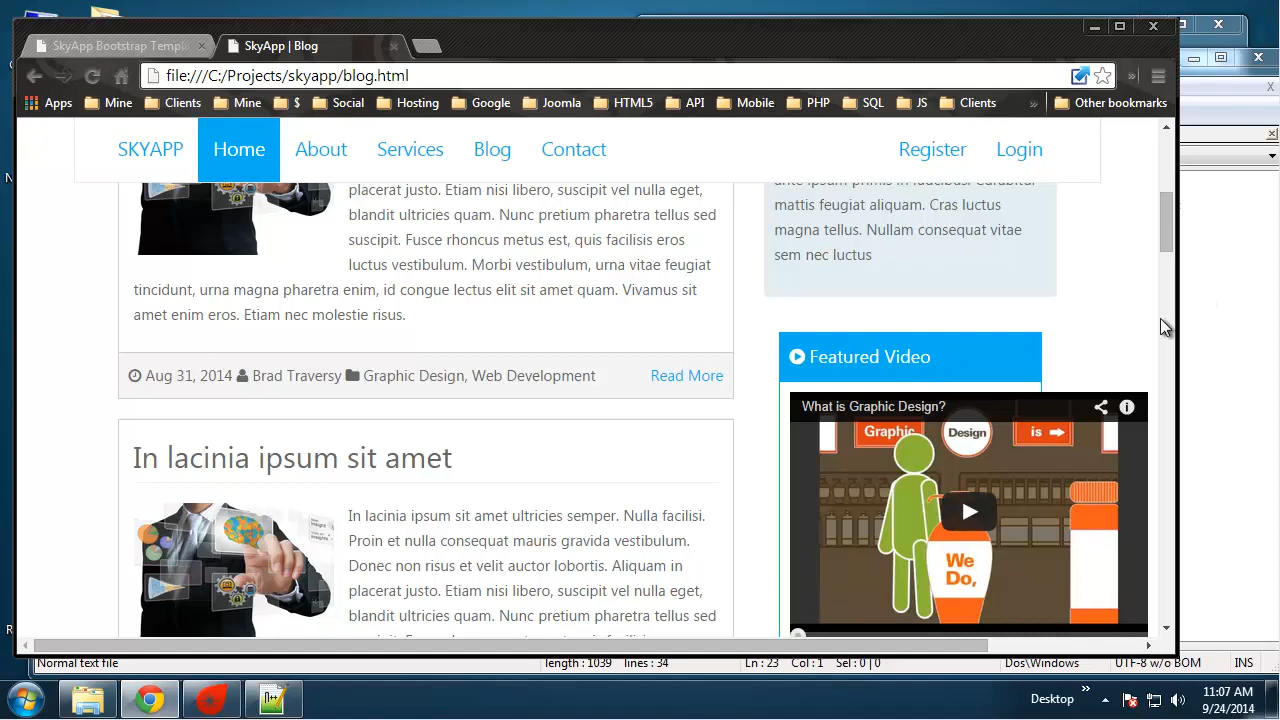 SkyApp Bootstrap Templ
SkyApp | Blog
file:///C:/Projects/skyapp/blog.html
Apps Mine Clients Mine $ Social Hosting Google Joomla HTML5 API Mobile PHP SQL JS Clients » Other bookmarks
SKYAPP Home About Services Blog Contact Register Login
placerat justo. Etiam nisi libero, suscipit vel nulla eget,
blandit ultricies quam. Nunc pretium pharetra tellus sed
suscipit. Fusce rhoncus metus est, quis facilisis eros
luctus vestibulum. Morbi vestibulum, urna vitae feugiat
tincidunt, urna magna pharetra enim, id congue lectus elit sit amet quam. Vivamus sit
amet enim eros. Etiam nec molestie risus.
Aug 31, 2014 Brad Traversy Graphic Design, Web Development Read More
In lacinia ipsum sit amet
In lacinia ipsum sit amet ultricies semper. Nulla facilisi.
Proin et nulla consequat mauris gravida vestibulum.
Donec non risus et velit auctor lobortis. Aliquam in
placerat justo. Etiam nisi libero, suscipit vel nulla eget,
blandit ultricies quam. Nunc pretium pharetra tellus sed
ante ipsum primis in faucibus. Curabitur
mattis feugiat aliquam. Cras luctus
magna tellus. Nullam consequat vitae
sem nec luctus
Featured Video
What is Graphic Design?
Graphic Design is
We
Do,
Normal text file length : 1039 lines : 34 Ln : 23 Col : 1 Sel : 0 | 0 Dos\Windows UTF-8 w/o BOM INS
Desktop » 11:07 AM
9/24/2014